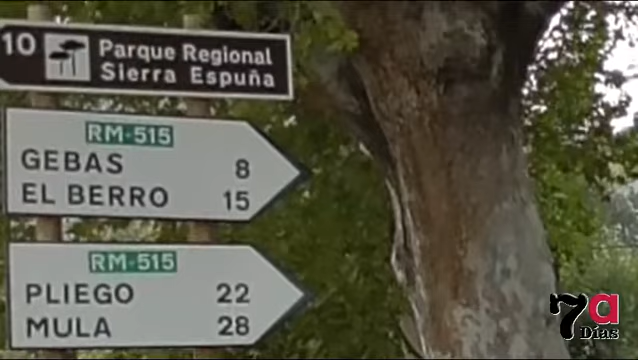 10 Parque Regional
Sierra Espuña
RM-515
GEBAS 8
EL BERRO 15
RM-515
PLIEGO 22
MULA 28
7a
Días